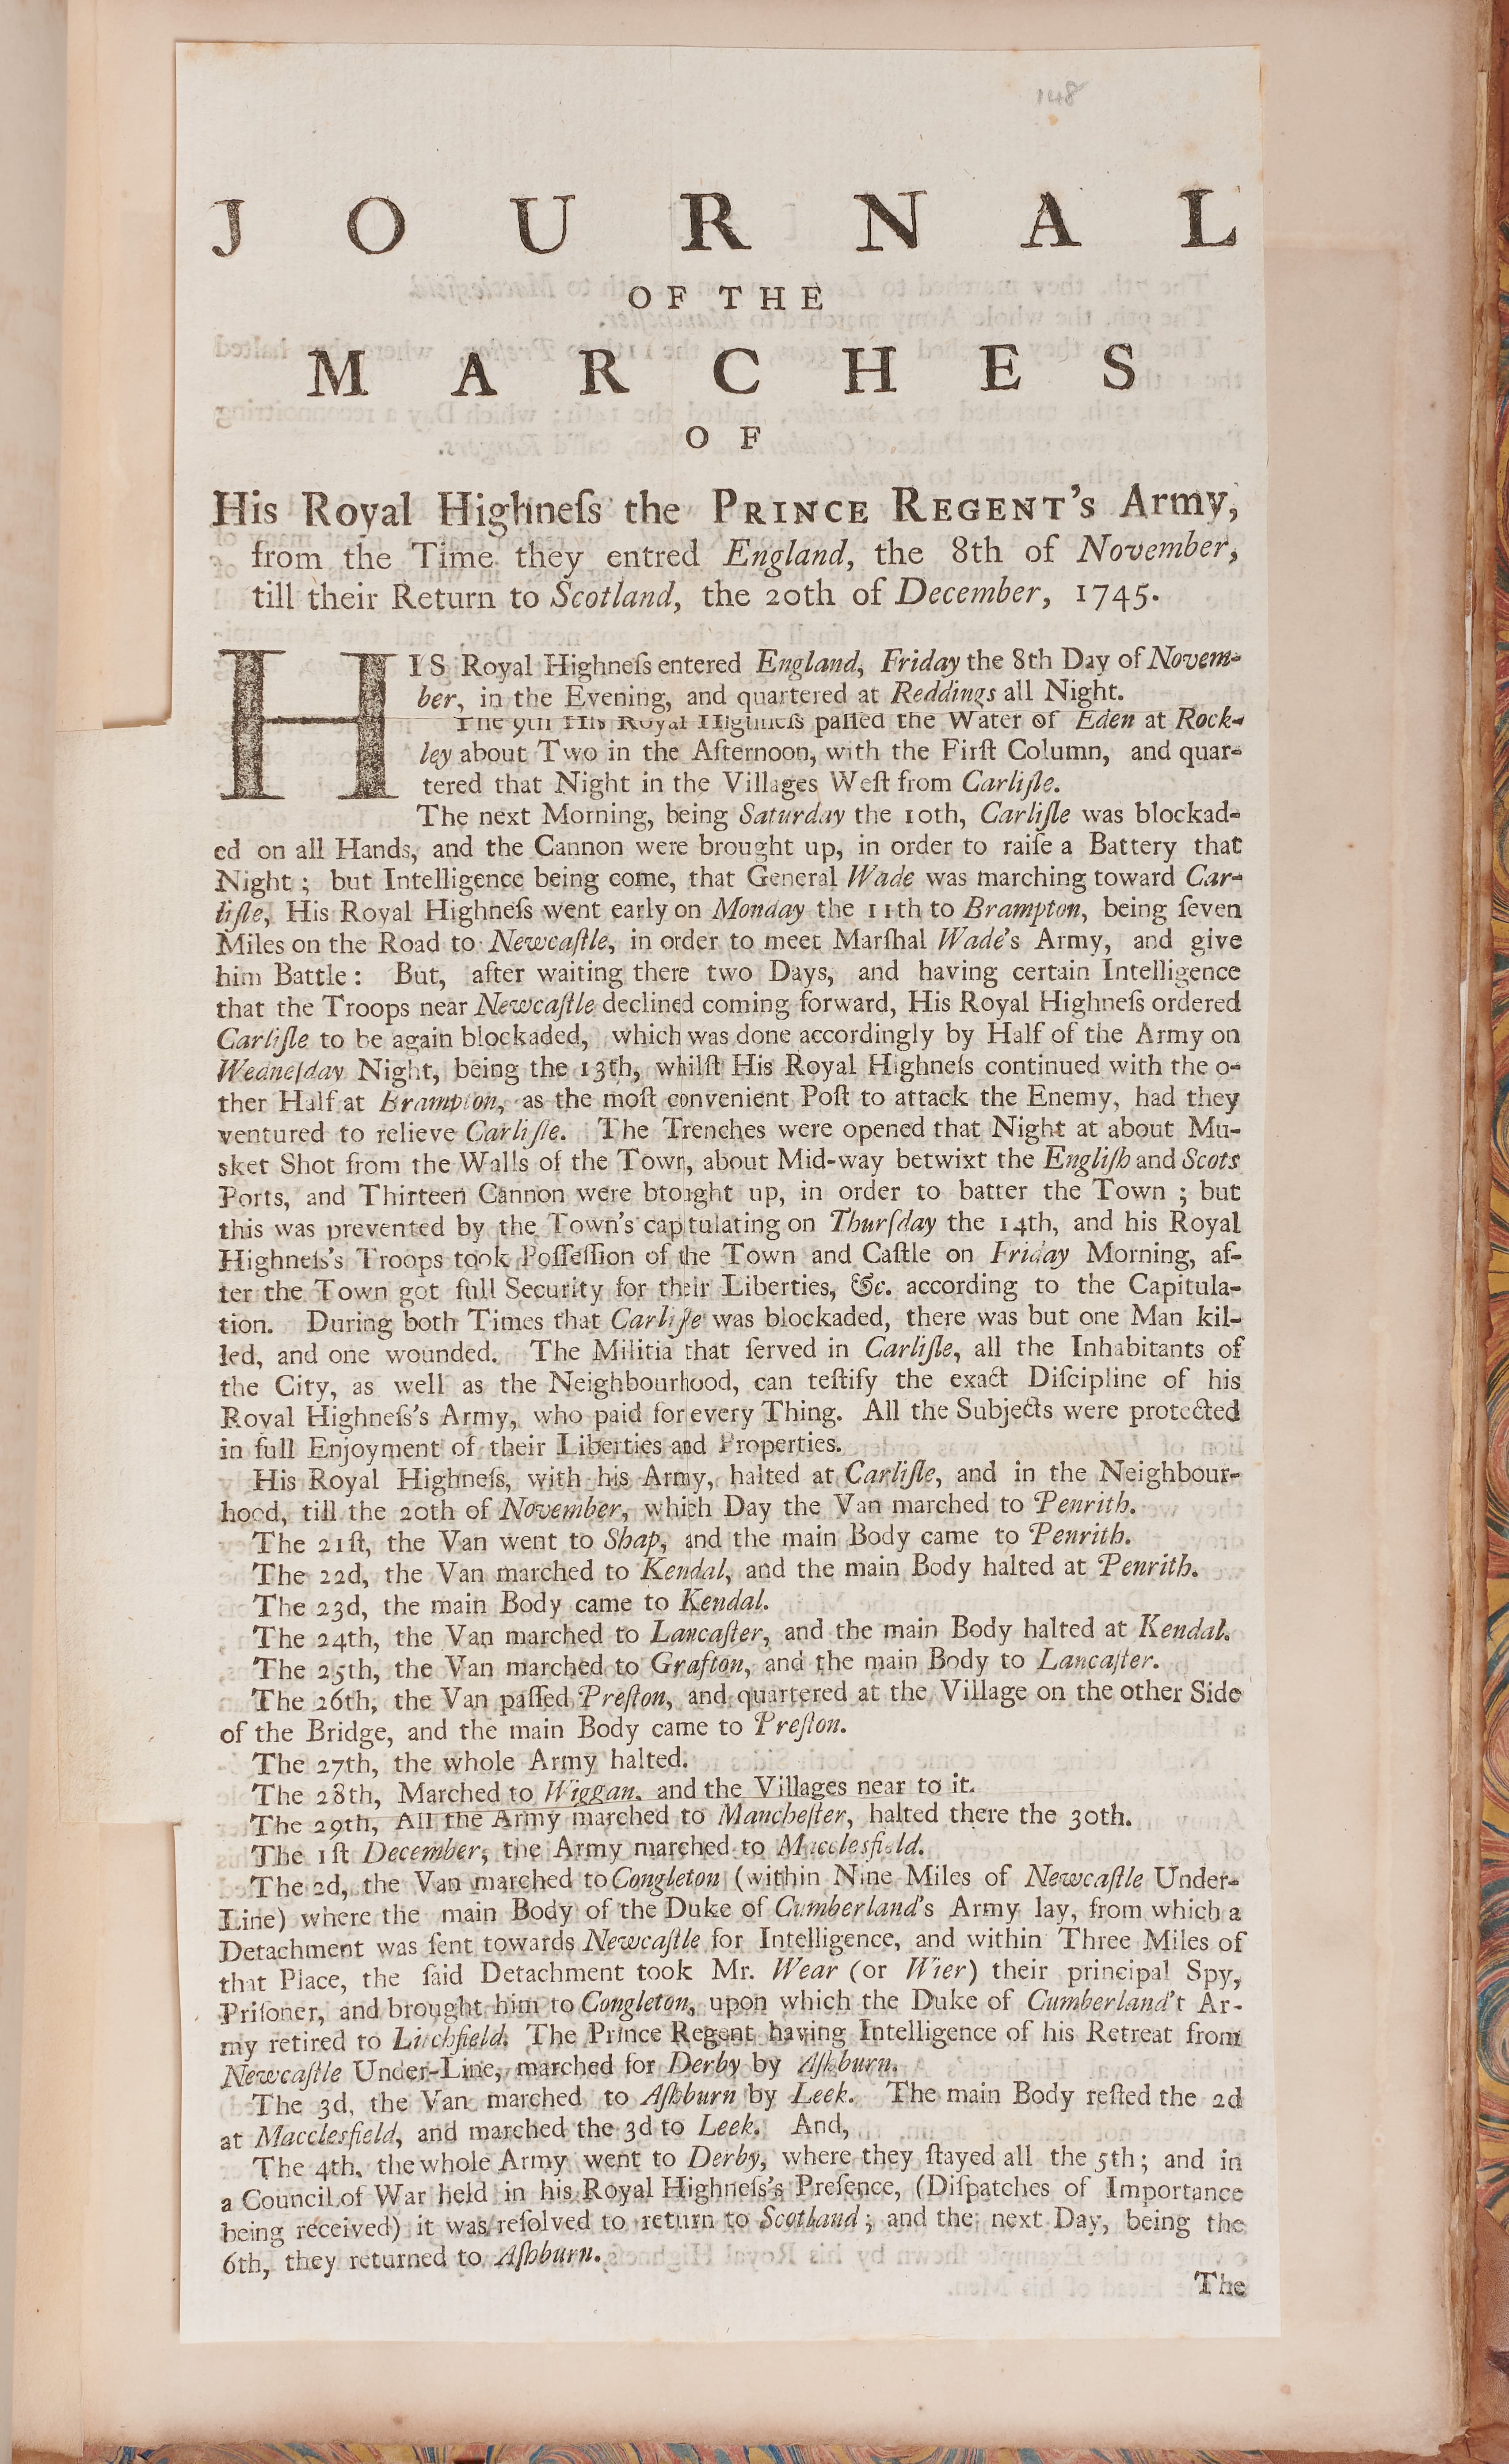 J O U R N A L
OF THE
M A R C H E S
O F
His Royal Highneſs the PRINCE REGENT's Army,
from the Time they entred England, the 8th of November,
till their Return to Scotland, the 20th of December, 1745.
HIS Royal Highneſs entered England, Friday the 8th Day of Novem-
ber, in the Evening, and quartered at Reddings all Night.
The 9th His Royal Highneſs paſſed the Water of Eden at Rock-
ley about Two in the Afternoon, with the Firſt Column, and quar-
tered that Night in the Villages Weſt from Carliſle.
The next Morning, being Saturday the 10th, Carliſle was blockad-
ed on all Hands, and the Cannon were brought up, in order to raiſe a Battery that
Night; but Intelligence being come, that General Wade was marching toward Car-
liſle, His Royal Highneſs went early on Monday the 11th to Brampton, being ſeven
Miles on the Road to Newcaſtle, in order to meet Marſhal Wade's Army, and give
him Battle: But, after waiting there two Days, and having certain Intelligence
that the Troops near Newcaſtle declined coming forward, His Royal Highneſs ordered
Carliſle to be again blockaded, which was done accordingly by Half of the Army on
Wedneſday Night, being the 13th, whilſt His Royal Highneſs continued with the o-
ther Half at Brampton, as the moſt convenient Poſt to attack the Enemy, had they
ventured to relieve Carliſle. The Trenches were opened that Night at about Mu-
sket Shot from the Walls of the Town, about Mid-way betwixt the Engliſh and Scots
Ports, and Thirteen Cannon were brought up, in order to batter the Town; but
this was prevented by the Town's capitulating on Thurſday the 14th, and his Royal
Highneſs's Troops took Poſſeſſion of the Town and Caſtle on Friday Morning, af-
ter the Town got full Security for their Liberties, &c. according to the Capitula-
tion. During both Times that Carliſle was blockaded, there was but one Man kil-
led, and one wounded. The Militia that ſerved in Carliſle, all the Inhabitants of
the City, as well as the Neighbourhood, can teſtify the exact Diſcipline of his
Royal Highneſs's Army, who paid for every Thing. All the Subjects were protected
in full Enjoyment of their Liberties and Properties.
His Royal Highneſs, with his Army, halted at Carliſle, and in the Neighbour-
hood, till the 20th of November, which Day the Van marched to Penrith.
The 21ſt, the Van went to Shap, and the main Body came to Penrith.
The 22d, the Van marched to Kendal, and the main Body halted at Penrith.
The 23d, the main Body came to Kendal.
The 24th, the Van marched to Lancaſter, and the main Body halted at Kendal.
The 25th, the Van marched to Grafton, and the main Body to Lancaſter.
The 26th, the Van paſſed Preſton, and quartered at the Village on the other Side
of the Bridge, and the main Body came to Preſton.
The 27th, the whole Army halted.
The 28th, Marched to Wiggan, and the Villages near to it.
The 29th, All the Army marched to Mancheſter, halted there the 30th.
The 1ſt December, the Army marched to Macclesfield.
The 2d, the Van marched to Congleton (within Nine Miles of Newcaſtle Under-
Line) where the main Body of the Duke of Cumberland's Army lay, from which a
Detachment was ſent towards Newcaſtle for Intelligence, and within Three Miles of
that Place, the ſaid Detachment took Mr. Wear (or Wier) their principal Spy,
Priſoner, and brought him to Congleton, upon which the Duke of Cumberland't Ar-
my retired to Litchfield. The Prince Regent having Intelligence of his Retreat from
Newcaſtle Under-Line, marched for Derby by Aſhburn.
The 3d, the Van marched to Aſhburn by Leek. The main Body reſted the 2d
at Macclesfield, and marched the 3d to Leek. And,
The 4th, the whole Army went to Derby, where they ſtayed all the 5th; and in
a Council of War held in his Royal Highneſs's Preſence, (Diſpatches of Importance
being received) it was reſolved to return to Scotland; and the next Day, being the
6th, they returned to Aſhburn.
The